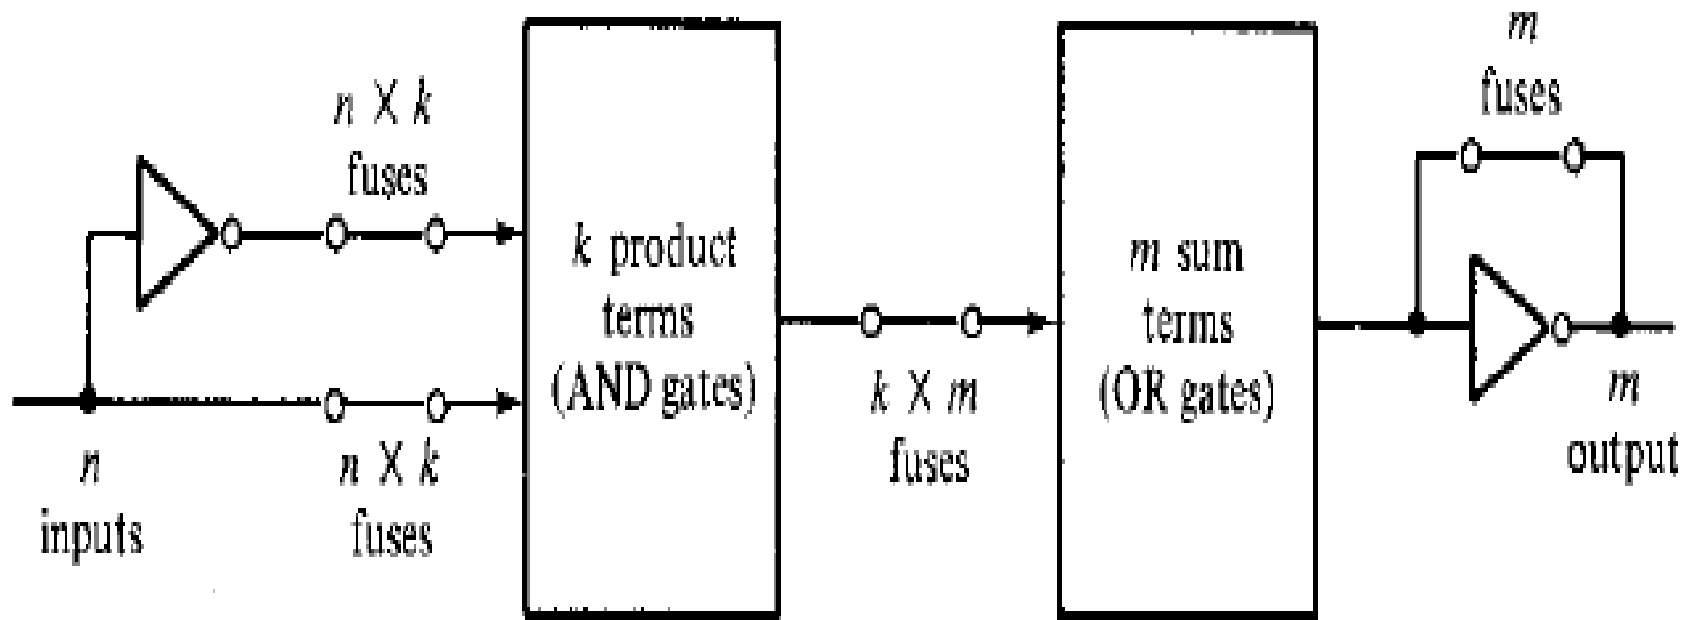 n X k
fuses
n
inputs
n X k
fuses
k product
terms
(AND gates)
k X m
fuses
m sum
terms
(OR gates)
m
fuses
m
output